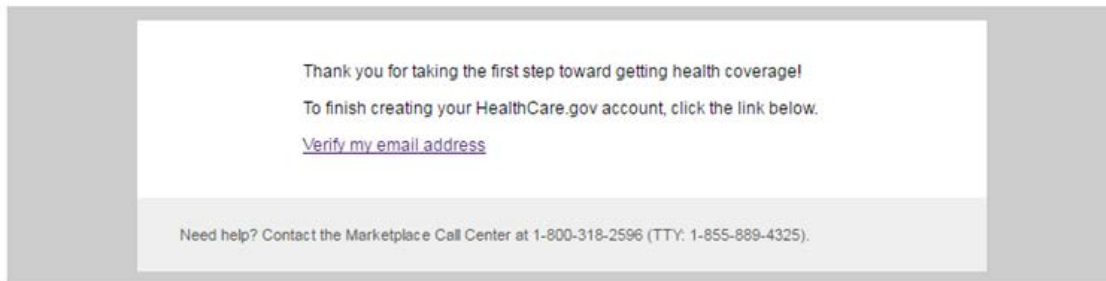 Thank you for taking the first step toward getting health coverage!
To finish creating your HealthCare.gov account, click the link below.
Verify my email address
Need help? Contact the Marketplace Call Center at 1-800-318-2596 (TTY: 1-855-889-4325).